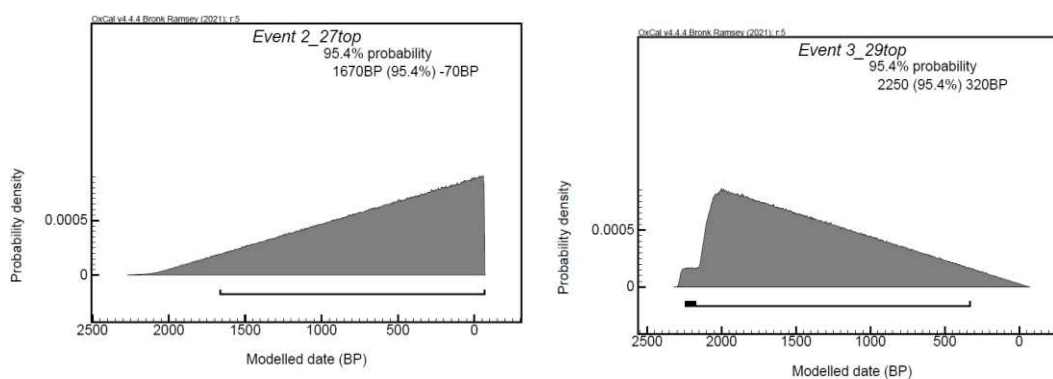 OxCal v4.4.4 Bronk Ramsey (2021); r:5
Event 2_27top
95.4% probability
1670BP (95.4%) -70BP
Probability density
0.0005
0
2500 2000 1500 1000 500 0
Modelled date (BP)
OxCal v4.4.4 Bronk Ramsey (2021); r:5
Event 3_29top
95.4% probability
2250 (95.4%) 320BP
Probability density
0.0005
0
2500 2000 1500 1000 500 0
Modelled date (BP)